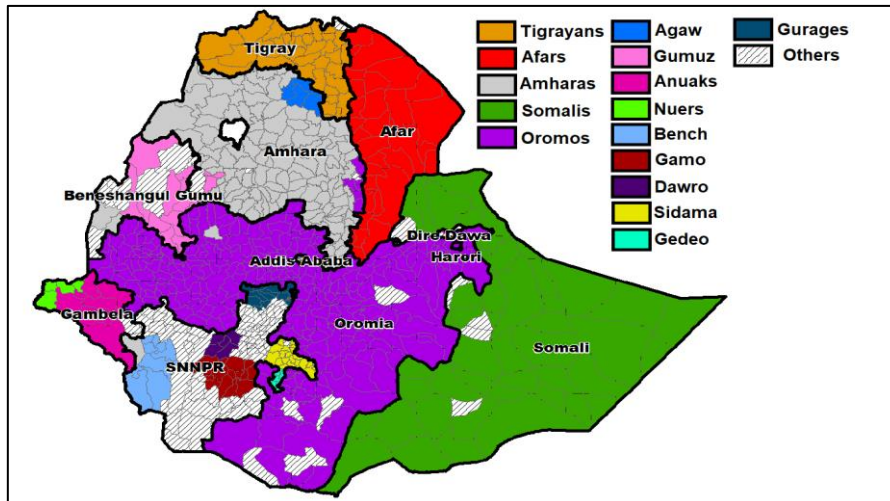 Tigrayans
Afars
Amharas
Somalis
Oromos
Agaw
Gumuz
Anuaks
Nuers
Bench
Gamo
Dawro
Sidama
Gedeo
Gurages
Others
Tigray
Afar
Amhara
Beneshangul Gumu
Dire Dawa
Harori
Addis Ababa
Gambela
Oromia
Somali
SNNPR